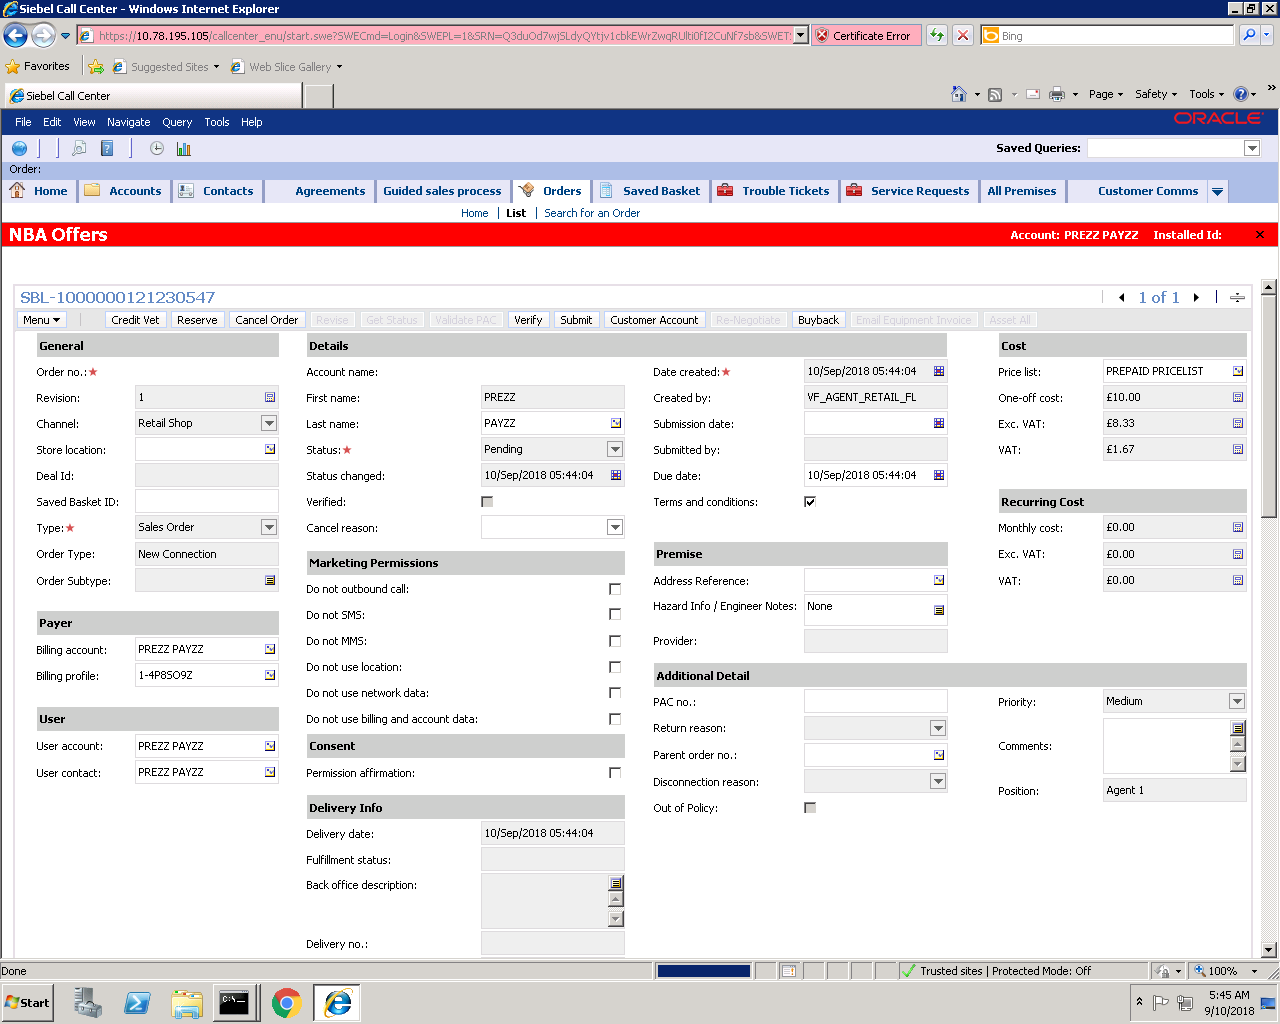 Siebel Call Center - Windows Internet Explorer
Certificate Error
Bing
Favorites
Suggested Sites
Web Slice Gallery
Siebel Call Center
Page
Safety
Tools
»
File Edit View Navigate Query Tools Help
ORACLE
Saved Queries:
Order:
Home Accounts Contacts Agreements Guided sales process Orders Saved Basket Trouble Tickets Service Requests All Premises Customer Comms
Home | List | Search for an Order
NBA Offers
Account: PREZZ PAYZZ Installed Id:
SBL-1000000121230547
1 of 1
Menu Credit Vet Reserve Cancel Order Revise Get Status Validate PAC Verify Submit Customer Account Re-Negotiate Buyback Email Equipment Invoice Asset All
General
Order no.:★
Revision: 1
Channel: Retail Shop
Store location:
Deal Id:
Saved Basket ID:
Type:★ Sales Order
Order Type: New Connection
Order Subtype:
Payer
Billing account: PREZZ PAYZZ
Billing profile: 1-4P85O9Z
User
User account: PREZZ PAYZZ
User contact: PREZZ PAYZZ
Details
Account name:
First name: PREZZ
Last name: PAYZZ
Status:★ Pending
Status changed: 10/Sep/2018 05:44:04
Verified:
Cancel reason:
Marketing Permissions
Do not outbound call:
Do not SMS:
Do not MMS:
Do not use location:
Do not use network data:
Do not use billing and account data:
Consent
Permission affirmation:
Delivery Info
Delivery date: 10/Sep/2018 05:44:04
Fulfillment status:
Back office description:
Delivery no.:
Date created:★ 10/Sep/2018 05:44:04
Created by: VF_AGENT_RETAIL_FL
Submission date:
Submitted by:
Due date: 10/Sep/2018 05:44:04
Terms and conditions:
Premise
Address Reference:
Hazard Info / Engineer Notes: None
Provider:
Additional Detail
PAC no.:
Return reason:
Parent order no.:
Disconnection reason:
Out of Policy:
Priority: Medium
Comments:
Position: Agent 1
Cost
Price list: PREPAID PRICELIST
One-off cost: £10.00
Exc. VAT: £8.33
VAT: £1.67
Recurring Cost
Monthly cost: £0.00
Exc. VAT: £0.00
VAT: £0.00
Done
Trusted sites | Protected Mode: Off
100%
Start
5:45 AM
9/10/2018